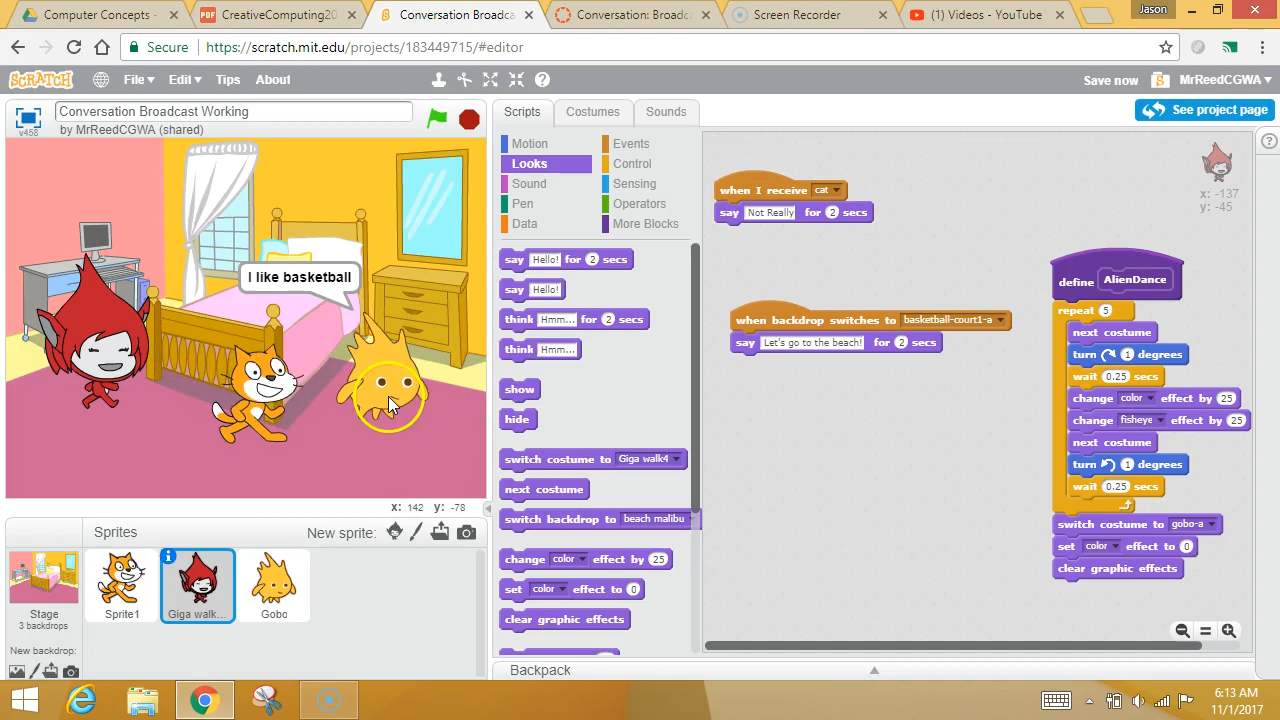 Computer Concepts -
CreativeComputing20
Conversation Broadca
Conversation: Broadc
Screen Recorder
(1) Videos - YouTube
Jason
Secure
https://scratch.mit.edu/projects/183449715/#editor
SCRATCH
File
Edit
Tips
About
Save now
MrReedCGWA
v458
Conversation Broadcast Working
by MrReedCGWA (shared)
I like basketball
Scripts
Costumes
Sounds
See project page
Motion
Looks
Sound
Pen
Data
Events
Control
Sensing
Operators
More Blocks
say Hello! for 2 secs
say Hello!
think Hmm... for 2 secs
think Hmm...
show
hide
switch costume to Giga walk4
next costume
switch backdrop to beach malibu
change color effect by 25
set color effect to 0
clear graphic effects
when I receive cat
say Not Really for 2 secs
when backdrop switches to basketball-court1-a
say Let's go to the beach! for 2 secs
x: -137
y: -45
define AlienDance
repeat 5
next costume
turn 1 degrees
wait 0.25 secs
change color effect by 25
change fisheye effect by 25
next costume
turn 1 degrees
wait 0.25 secs
switch costume to gobo-a
set color effect to 0
clear graphic effects
x: 142 y: -78
Sprites
New sprite:
Stage
3 backdrops
New backdrop:
Sprite1
Giga walk...
Gobo
Backpack
6:13 AM
11/1/2017